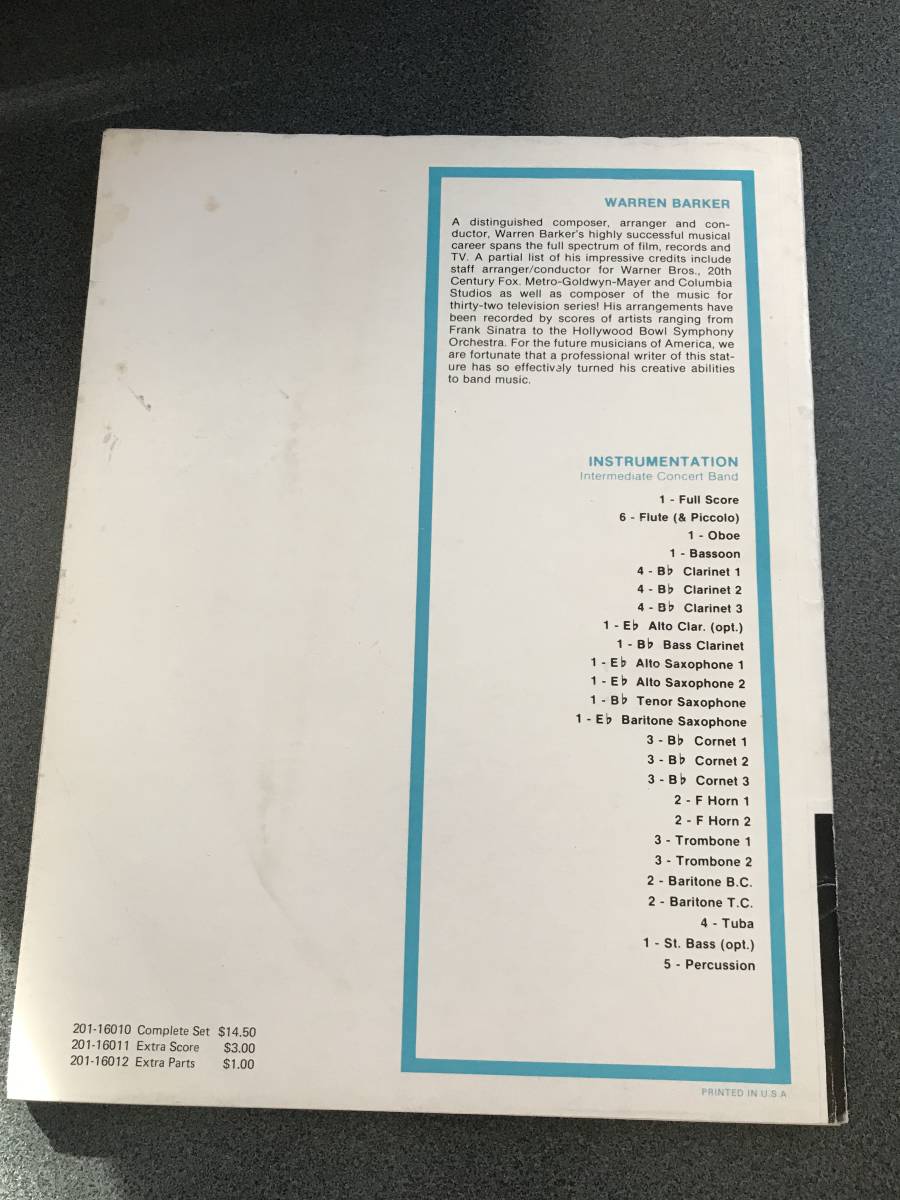 WARREN BARKER
A distinguished composer, arranger and con-
ductor, Warren Barker's highly successful musical
career spans the full spectrum of film, records and
TV. A partial list of his impressive credits include
staff arranger/conductor for Warner Bros., 20th
Century Fox. Metro-Goldwyn-Mayer and Columbia
Studios as well as composer of the music for
thirty-two television series! His arrangements have
been recorded by scores of artists ranging from
Frank Sinatra to the Hollywood Bowl Symphony
Orchestra. For the future musicians of America, we
are fortunate that a professional writer of this stat-
ure has so effectively turned his creative abilities
to band music.
INSTRUMENTATION
Intermediate Concert Band
1 - Full Score
6 - Flute (& Piccolo)
1 - Oboe
1 - Bassoon
4 - B♭ Clarinet 1
4 - B♭ Clarinet 2
4 - B♭ Clarinet 3
1 - E♭ Alto Clar. (opt.)
1 - B♭ Bass Clarinet
1 - E♭ Alto Saxophone 1
1 - E♭ Alto Saxophone 2
1 - B♭ Tenor Saxophone
1 - E♭ Baritone Saxophone
3 - B♭ Cornet 1
3 - B♭ Cornet 2
3 - B♭ Cornet 3
2 - F Horn 1
2 - F Horn 2
3 - Trombone 1
3 - Trombone 2
2 - Baritone B.C.
2 - Baritone T.C.
4 - Tuba
1 - St. Bass (opt.)
5 - Percussion
201-16010 Complete Set $14.50
201-16011 Extra Score $3.00
201-16012 Extra Parts $1.00
PRINTED IN U.S.A